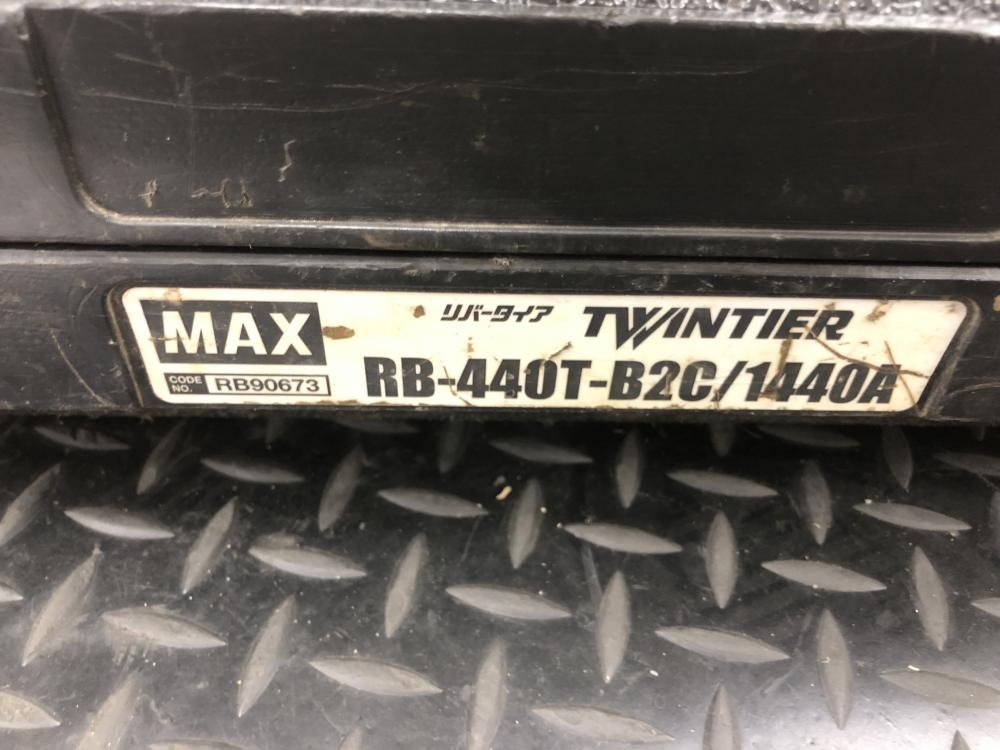 MAX
リバータイア TWINTIER
CODE NO. RB90673
RB-440T-B2C/1440A